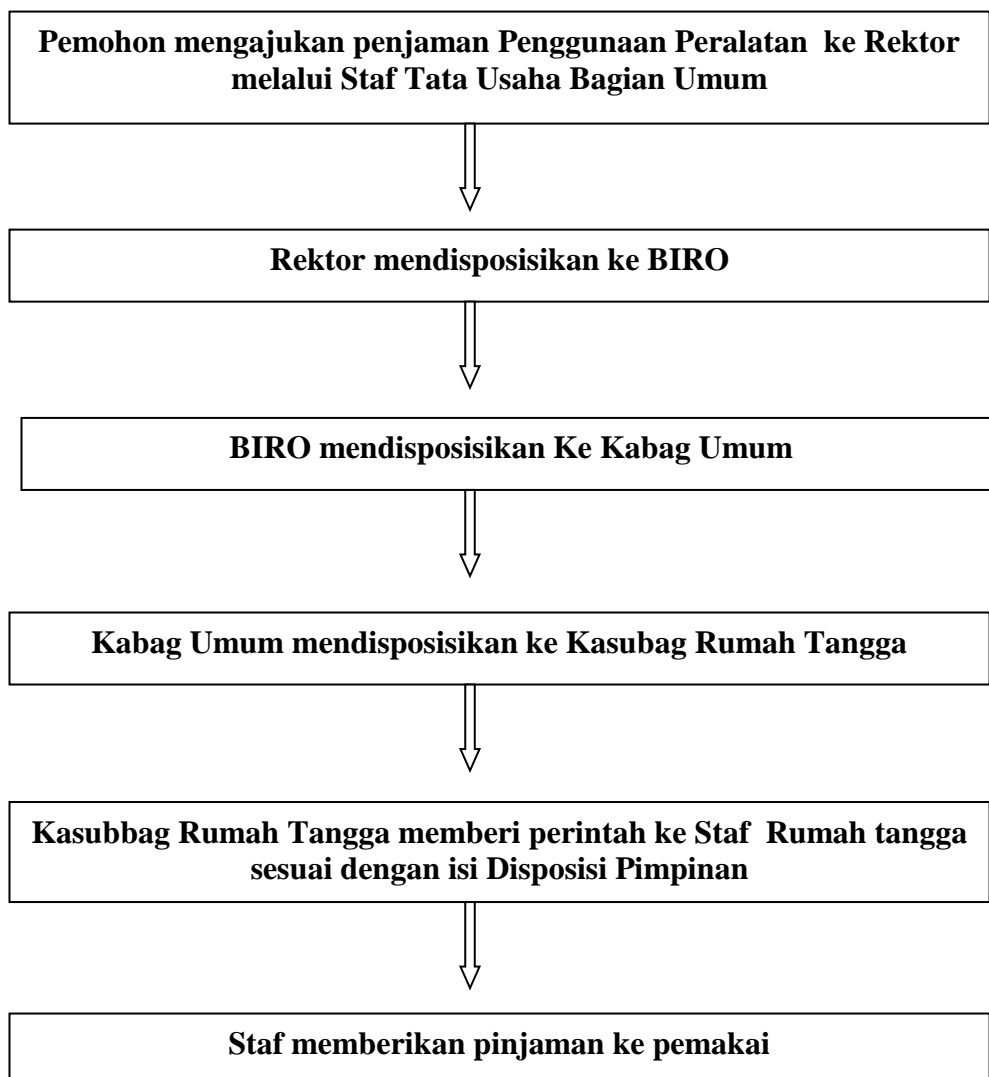 Pemohon mengajukan penjaman Penggunaan Peralatan ke Rektor
melalui Staf Tata Usaha Bagian Umum
Rektor mendisposisikan ke BIRO
BIRO mendisposisikan Ke Kabag Umum
Kabag Umum mendisposisikan ke Kasubag Rumah Tangga
Kasubbag Rumah Tangga memberi perintah ke Staf Rumah tangga
sesuai dengan isi Disposisi Pimpinan
Staf memberikan pinjaman ke pemakai